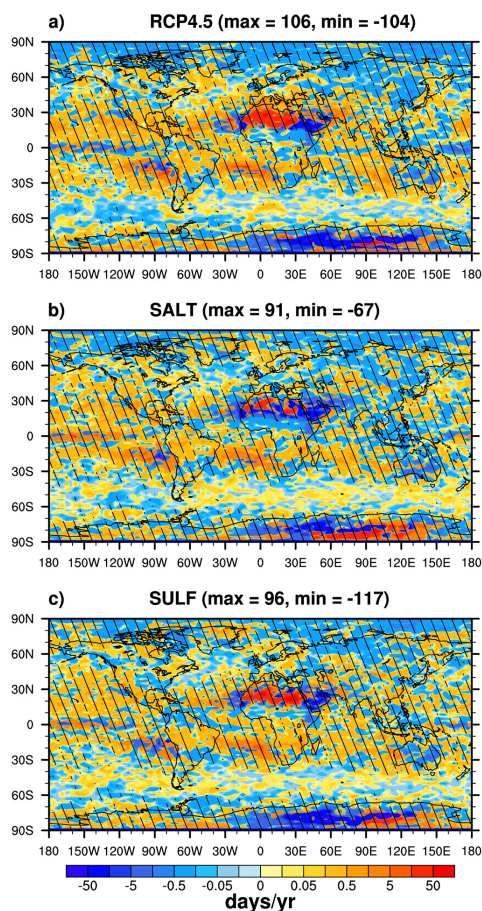 a) RCP4.5 (max = 106, min = -104)
90N
60N
30N
0
30S
60S
90S
180 150W 120W 90W 60W 30W 0 30E 60E 90E 120E 150E 180
b) SALT (max = 91, min = -67)
90N
60N
30N
0
30S
60S
90S
180 150W 120W 90W 60W 30W 0 30E 60E 90E 120E 150E 180
c) SULF (max = 96, min = -117)
90N
60N
30N
0
30S
60S
90S
180 150W 120W 90W 60W 30W 0 30E 60E 90E 120E 150E 180
-50 -5 -0.5 -0.05 0 0.05 0.5 5 50
days/yr